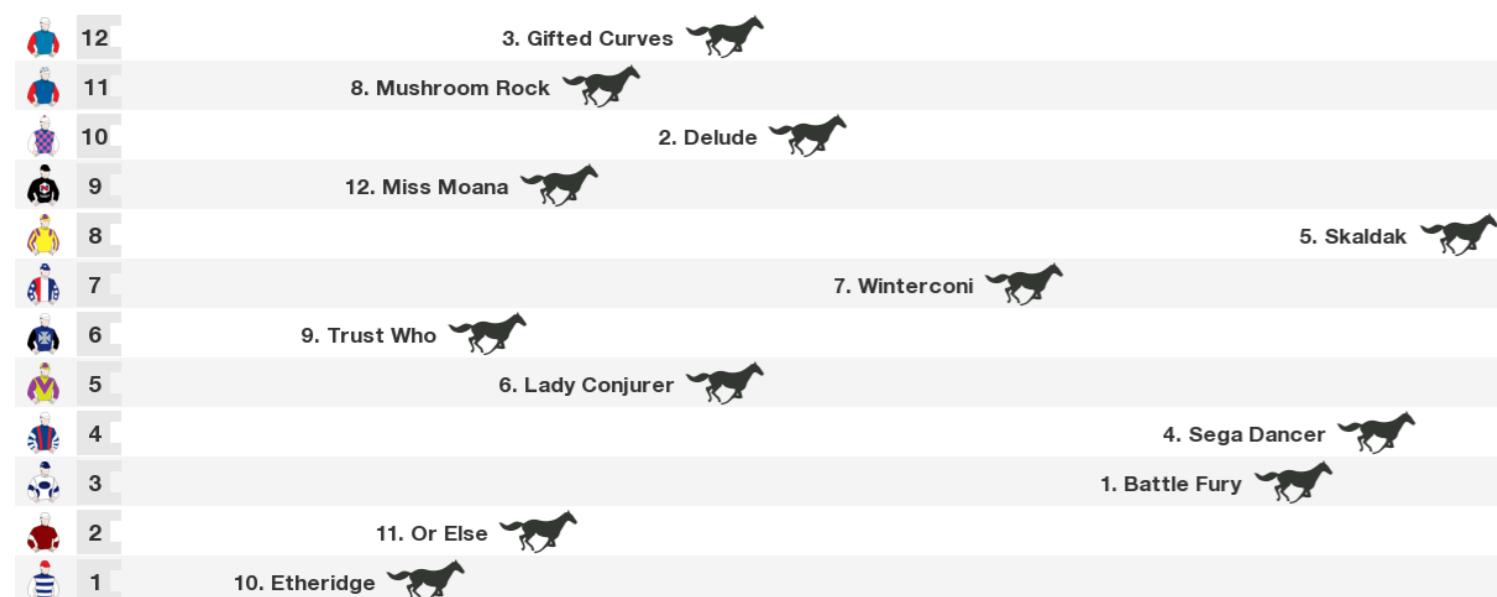 12 3. Gifted Curves
11 8. Mushroom Rock
10 2. Delude
9 12. Miss Moana
8 5. Skaldak
7 7. Winterconi
6 9. Trust Who
5 6. Lady Conjurer
4 4. Sega Dancer
3 1. Battle Fury
2 11. Or Else
1 10. Etheridge